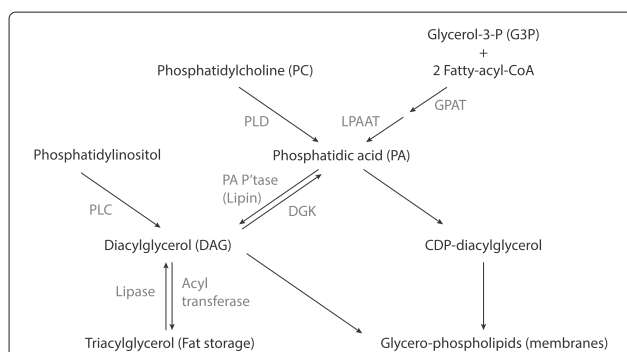 Glycerol-3-P (G3P)
+
Phosphatidylcholine (PC)
2 Fatty-acyl-CoA
GPAT
PLD
LPAAT
Phosphatidylinositol
Phosphatidic acid (PA)
PA P'tase
(Lipin)
DGK
PLC
Diacylglycerol (DAG)
CDP-diacylglycerol
Lipase
Acyl
transferase
Triacylglycerol (Fat storage)
Glycero-phospholipids (membranes)